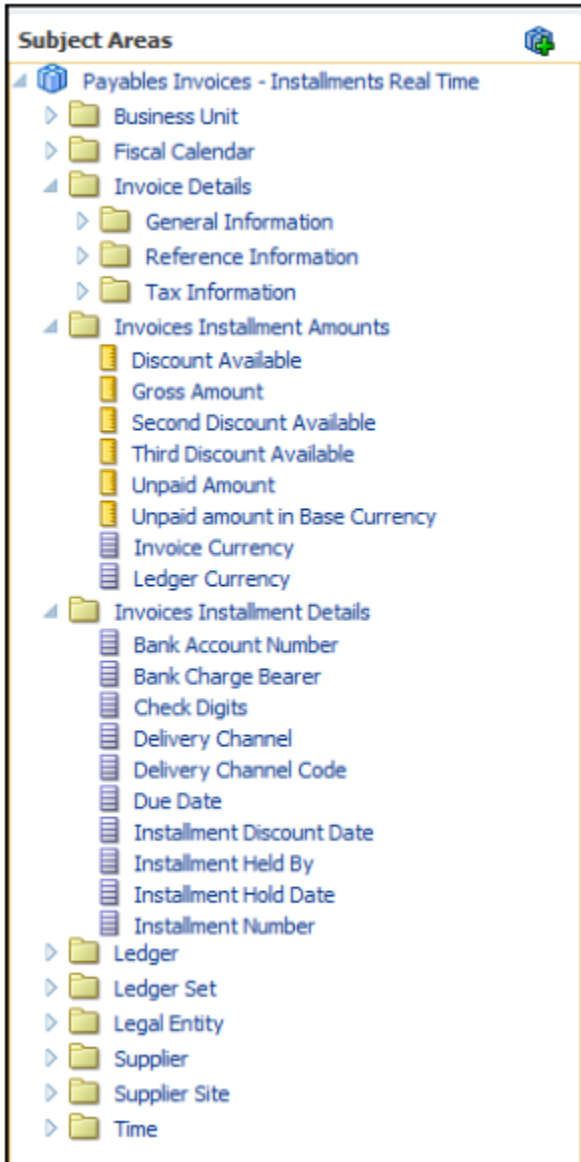 Subject Areas
Payables Invoices - Installments Real Time
Business Unit
Fiscal Calendar
Invoice Details
General Information
Reference Information
Tax Information
Invoices Installment Amounts
Discount Available
Gross Amount
Second Discount Available
Third Discount Available
Unpaid Amount
Unpaid amount in Base Currency
Invoice Currency
Ledger Currency
Invoices Installment Details
Bank Account Number
Bank Charge Bearer
Check Digits
Delivery Channel
Delivery Channel Code
Due Date
Installment Discount Date
Installment Held By
Installment Hold Date
Installment Number
Ledger
Ledger Set
Legal Entity
Supplier
Supplier Site
Time